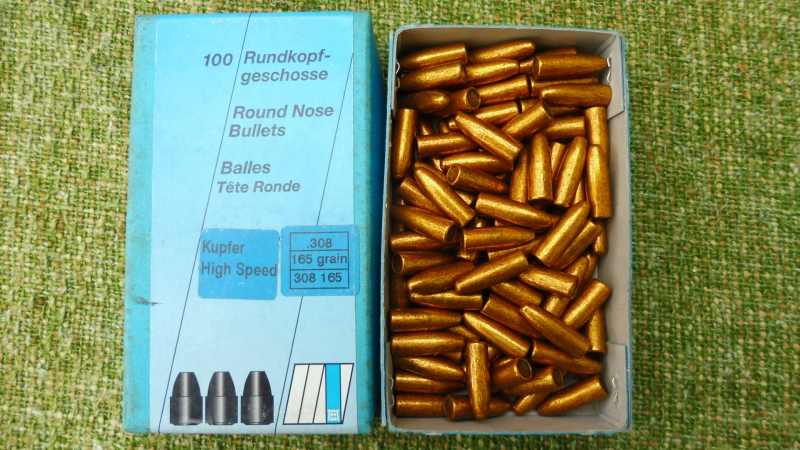 100 Rundkopf-
geschosse
Round Nose
Bullets
Balles
Tête Ronde
Kupfer
High Speed
.308
165 grain
308 165